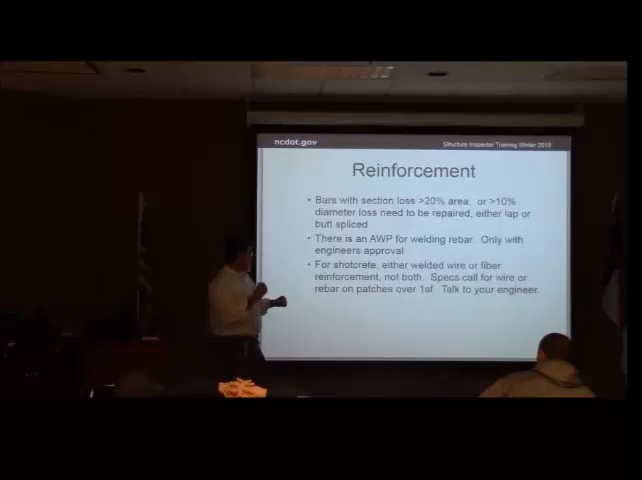 ncdot.gov
Structure Inspector Training Winter 2018
Reinforcement
• Bars with section loss >20% area, or >10%
diameter loss need to be repaired, either lap or
butt spliced
• There is an AWP for welding rebar. Only with
engineers approval
• For shotcrete, either welded wire or fiber
reinforcement, not both. Specs call for wire or
rebar on patches over 1sf. Talk to your engineer.